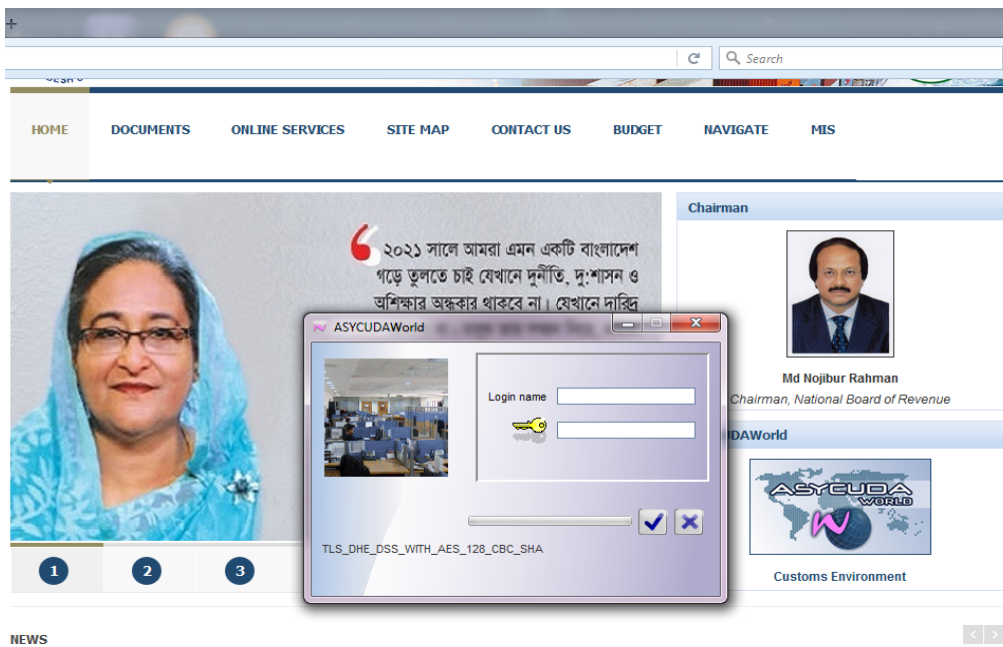 Search
HOME
DOCUMENTS
ONLINE SERVICES
SITE MAP
CONTACT US
BUDGET
NAVIGATE
MIS
২০২১ সালে আমরা এমন একটি বাংলাদেশ
গড়ে তুলতে চাই যেখানে দুর্নীতি, দু:শাসন ও
অশিক্ষার অন্ধকার থাকবে না। যেখানে দারিদ্র
Chairman
Md Nojibur Rahman
Chairman, National Board of Revenue
DAWorld
ASYCUDA
WORLD
Customs Environment
ASYCUDAWorld
Login name
TLS_DHE_DSS_WITH_AES_128_CBC_SHA
1
2
3
NEWS